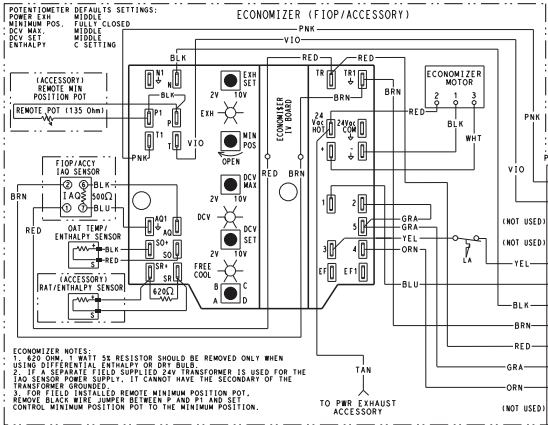 POTENTIOMETER DEFAULTS SETTINGS:
POWER EXH MIDDLE
MINIMUM POS. FULLY CLOSED
DCV MAX. MIDDLE
DCV SET MIDDLE
ENTHALPY C SETTING
ECONOMIZER (FIOP/ACCESSORY)
PNK
VIO
BLK
RED
RED
N1
N
EXH
SET
TR
TR1
ECONOMIZER
MOTOR
(ACCESSORY)
REMOTE MIN
POSITION POT
BLK
2V
10V
BRN
BRN
2
1
3
REMOTE POT (135 Ohm)
P1
P
EXH
ECONOMISER
IV BOARD
24
Vac
HOT
24Vac
COM
RED
BLK
PNK
T1
T
MIN
POS
+
-
WHT
PNK
VIO
OPEN
FIOP/ACCY
IAQ SENSOR
RED
BRN
VIO
2
6
BLK
DCV
MAX
IAQ
500Ω
1
7
BLU
2V
10V
BRN
1
2
RED
AQ1
AQ
DCV
5
GRA
GRA
(NOT USED)
OAT TEMP/
ENTHALPY SENSOR
DCV
SET
YEL
+
BLK
SO+
3
4
ORN
(NOT USED)
S
RED
SO
2V
10V
LA
YEL
(ACCESSORY)
RAT/ENTHALPY SENSOR
SR+
SR
FREE
COOL
EF
EF1
BLU
+
620Ω
B
C
A
D
S
BLK
BRN
RED
ECONOMIZER NOTES:
1. 620 OHM, 1 WATT 5% RESISTOR SHOULD BE REMOVED ONLY WHEN
USING DIFFERENTIAL ENTHALPY OR DRY BULB.
2. IF A SEPARATE FIELD SUPPLIED 24V TRANSFORMER IS USED FOR THE
IAQ SENSOR POWER SUPPLY, IT CANNOT HAVE THE SECONDARY OF THE
TRANSFORMER GROUNDED.
3. FOR FIELD INSTALLED REMOTE MINIMUM POSITION POT,
REMOVE BLACK WIRE JUMPER BETWEEN P AND P1 AND SET
CONTROL MINIMUM POSITION POT TO THE MINIMUM POSITION.
TAN
GRA
ORN
TO PWR EXHAUST
ACCESSORY
(NOT USED)